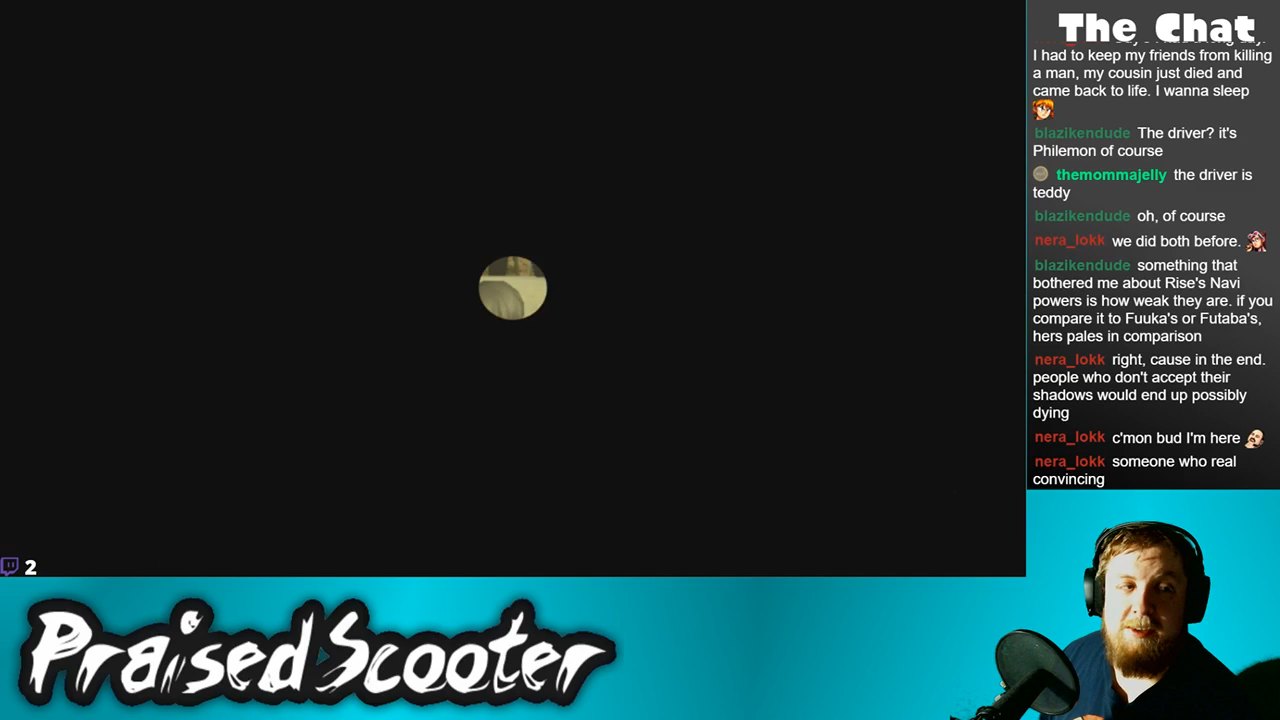 The Chat
I had to keep my friends from killing
a man, my cousin just died and
came back to life. I wanna sleep
blazikendude The driver? it's
Philemon of course
themommajelly the driver is
teddy
blazikendude oh, of course
nera_lokk we did both before.
blazikendude something that
bothered me about Rise's Navi
powers is how weak they are. if you
compare it to Fuuka's or Futaba's,
hers pales in comparison
nera_lokk right, cause in the end.
people who don't accept their
shadows would end up possibly
dying
nera_lokk c'mon bud I'm here
nera_lokk someone who real
convincing
2
PraisedScooter